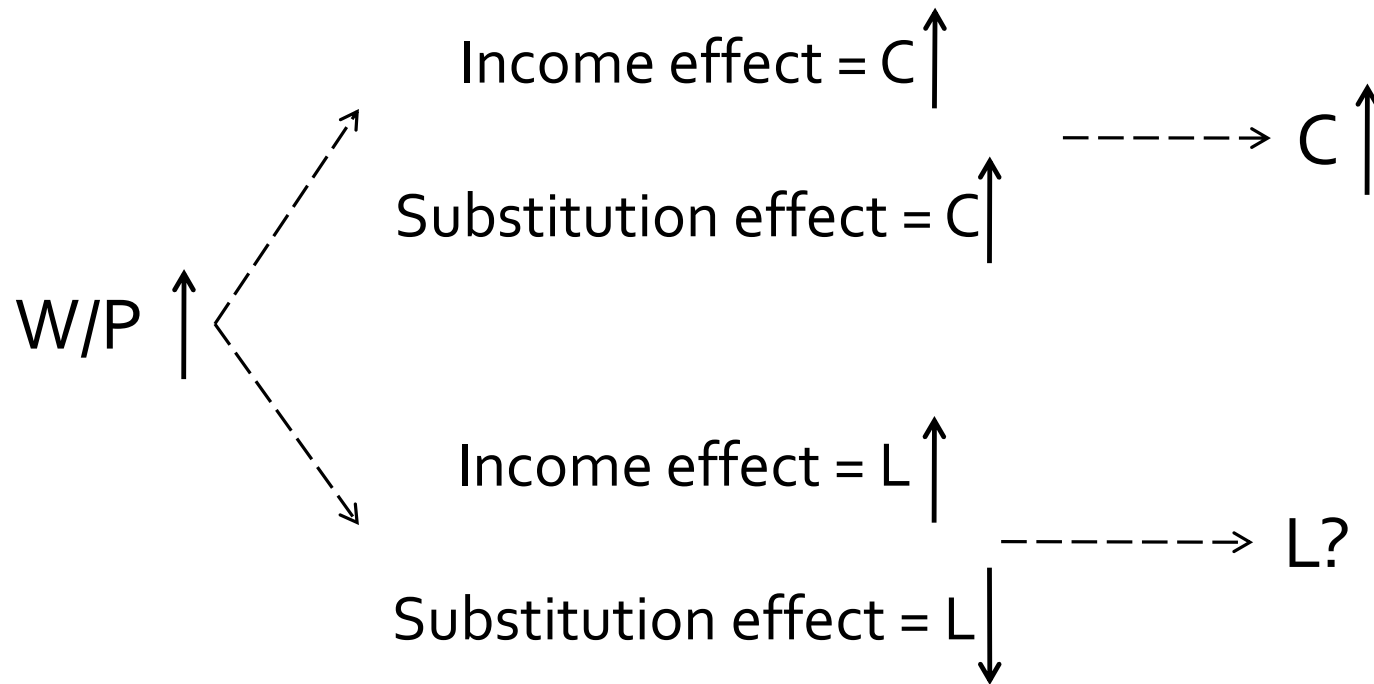 Income effect = C
C
Substitution effect = C
W/P
Income effect = L
L?
Substitution effect = L